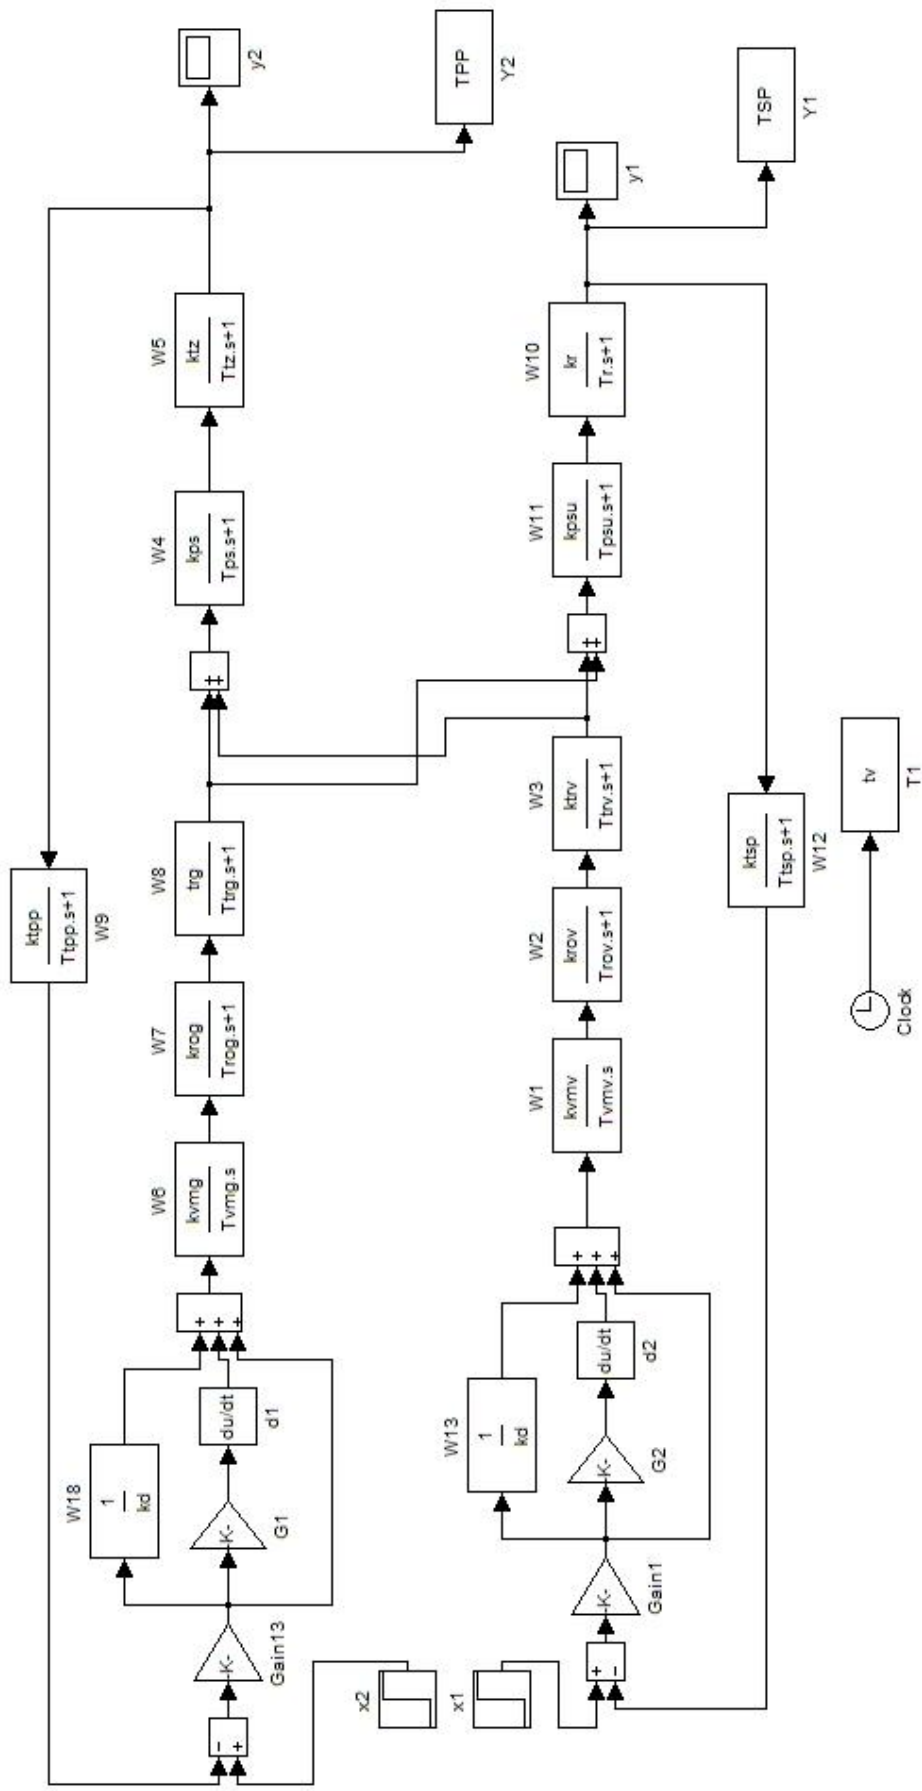 ktpp
Ttpp.s+1
W9
W18
1
kd
-K-
Gain13
-K-
G1
du/dt
d1
−
+
+
+
+
W6
kvmg
Tvmg.s
W7
krog
Trog.s+1
W8
trg
Ttrg.s+1
W4
kps
Tps.s+1
W5
ktz
Ttz.s+1
y2
TPP
Y2
x2
x1
+
−
-K-
Gain1
W13
1
kd
-K-
G2
du/dt
d2
+
+
+
W1
kvmv
Tvmv.s
W2
krov
Trov.s+1
W3
ktrv
Ttrv.s+1
+
+
+
+
W11
kpsu
Tpsu.s+1
W10
kr
Tr.s+1
y1
TSP
Y1
ktsp
Ttsp.s+1
W12
Clock
tv
T1